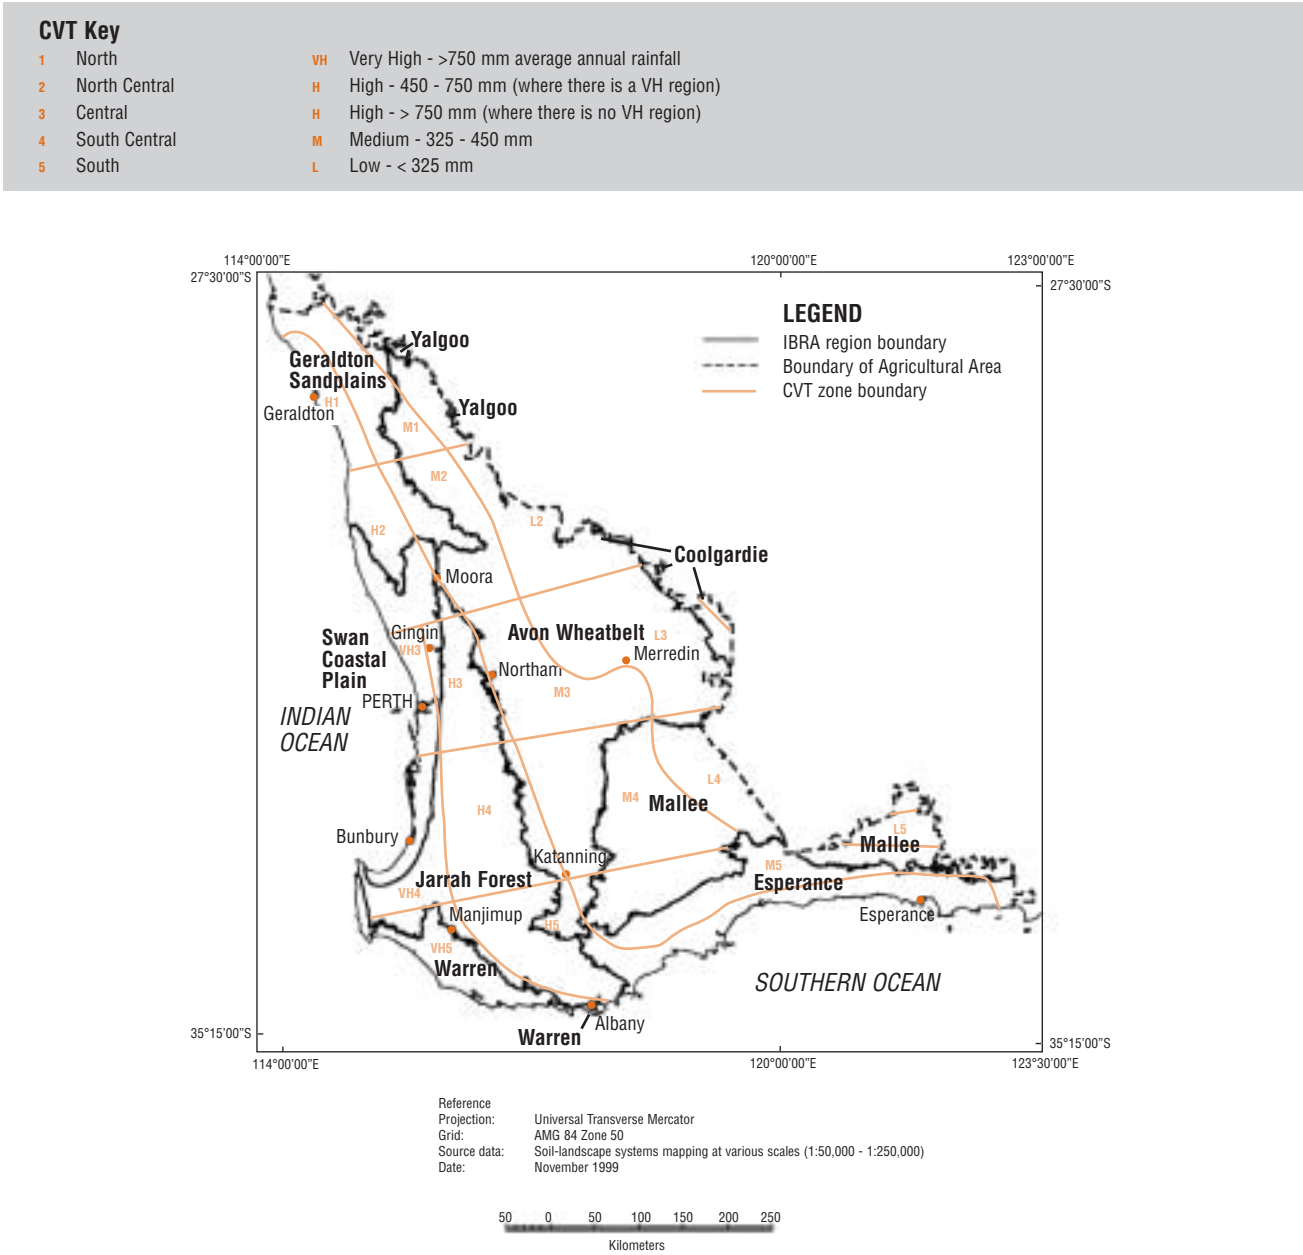 CVT Key
1 North
2 North Central
3 Central
4 South Central
5 South
VH Very High - >750 mm average annual rainfall
H High - 450 - 750 mm (where there is a VH region)
H High - > 750 mm (where there is no VH region)
M Medium - 325 - 450 mm
L Low - < 325 mm
114°00'00"E
120°00'00"E
123°00'00"E
27°30'00"S
27°30'00"S
LEGEND
IBRA region boundary
Boundary of Agricultural Area
CVT zone boundary
Yalgoo
Geraldton
Sandplains
H1
Geraldton
Yalgoo
M1
M2
L2
H2
Coolgardie
Moora
Gingin
Swan
Coastal
Plain
VH3
Avon Wheatbelt
L3
Merredin
Northam
H3
M3
PERTH
INDIAN
OCEAN
L4
M4
Mallee
H4
L5
Mallee
Bunbury
Katanning
M5
Jarrah Forest
Esperance
VH4
Manjimup
H5
Esperance
VH5
Warren
SOUTHERN OCEAN
Albany
Warren
35°15'00"S
35°15'00"S
114°00'00"E
120°00'00"E
123°30'00"E
Reference
Projection: Universal Transverse Mercator
Grid: AMG 84 Zone 50
Source data: Soil-landscape systems mapping at various scales (1:50,000 - 1:250,000)
Date: November 1999
50 0 50 100 150 200 250
Kilometers